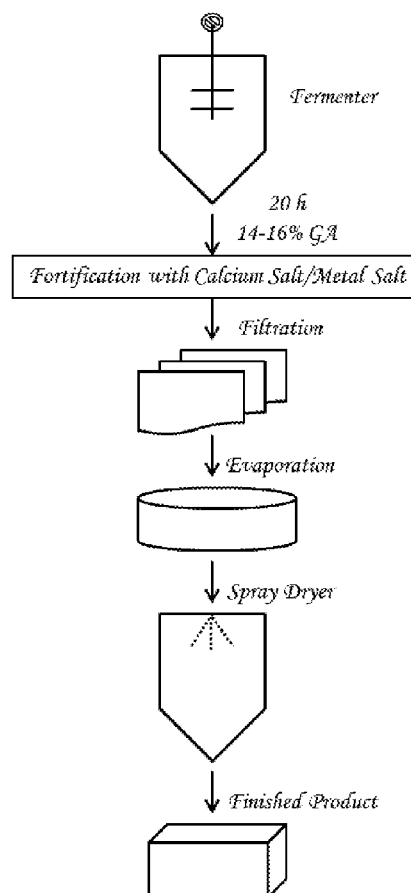 Fermenter
20 h
14-16% GA
Fortification with Calcium Salt/Metal Salt
Filtration
Evaporation
Spray Dryer
Finished Product